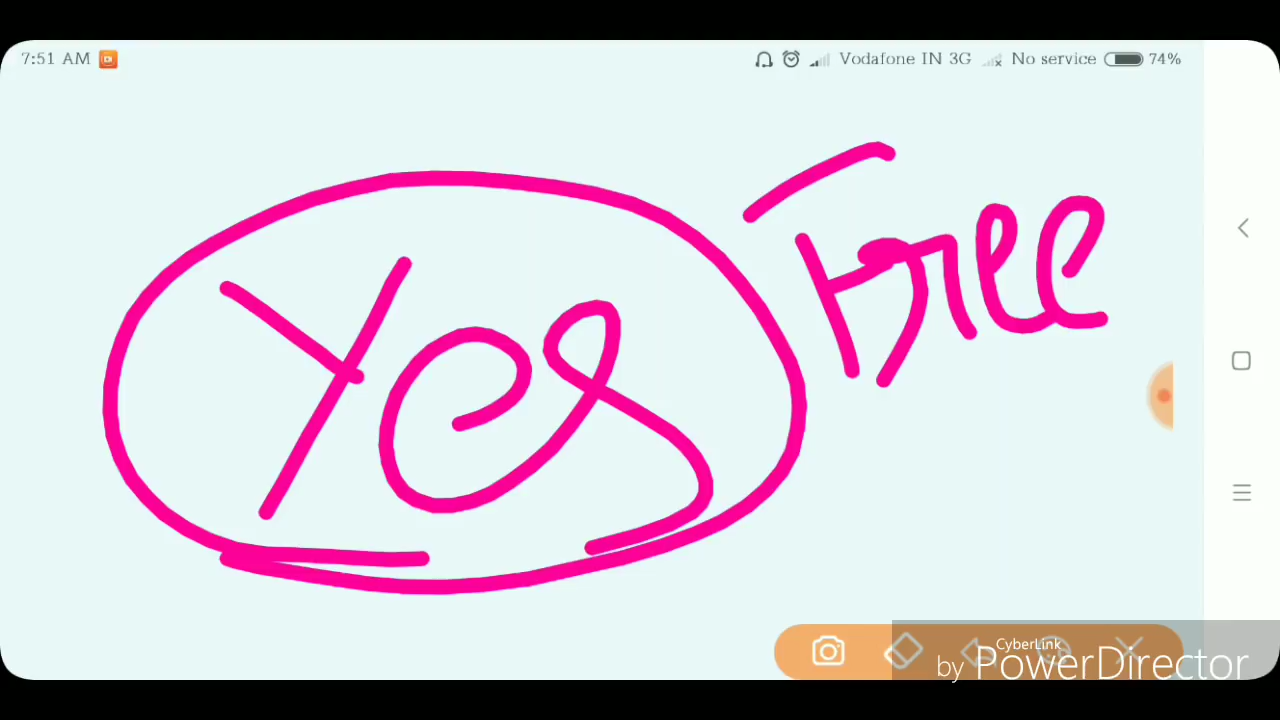 7:51 AM Vodafone IN 3G No service 74%
Free
Yes
CyberLink
by PowerDirector